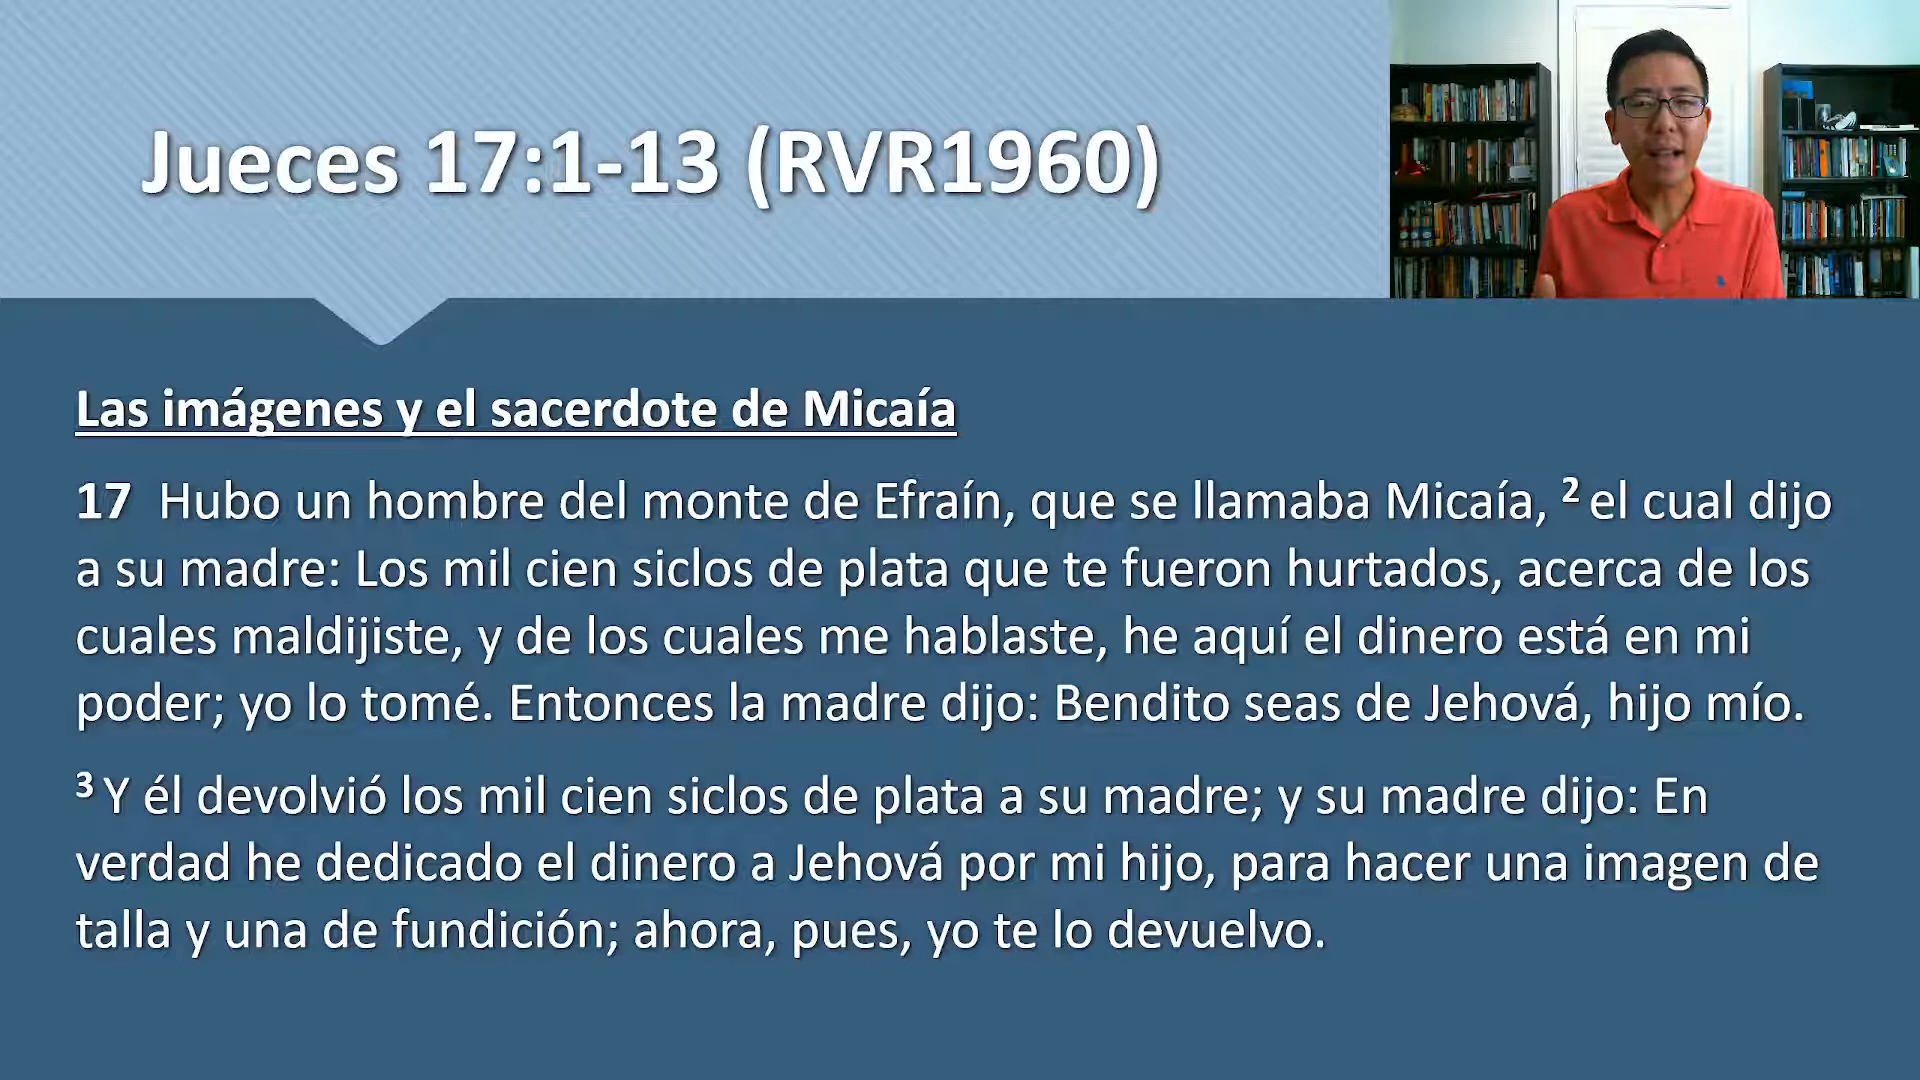 Jueces 17:1-13 (RVR1960)
Las imágenes y el sacerdote de Micaía
17 Hubo un hombre del monte de Efraín, que se llamaba Micaía, 2 el cual dijo
a su madre: Los mil cien siclos de plata que te fueron hurtados, acerca de los
cuales maldijiste, y de los cuales me hablaste, he aquí el dinero está en mi
poder; yo lo tomé. Entonces la madre dijo: Bendito seas de Jehová, hijo mío.
3 Y él devolvió los mil cien siclos de plata a su madre; y su madre dijo: En
verdad he dedicado el dinero a Jehová por mi hijo, para hacer una imagen de
talla y una de fundición; ahora, pues, yo te lo devuelvo.